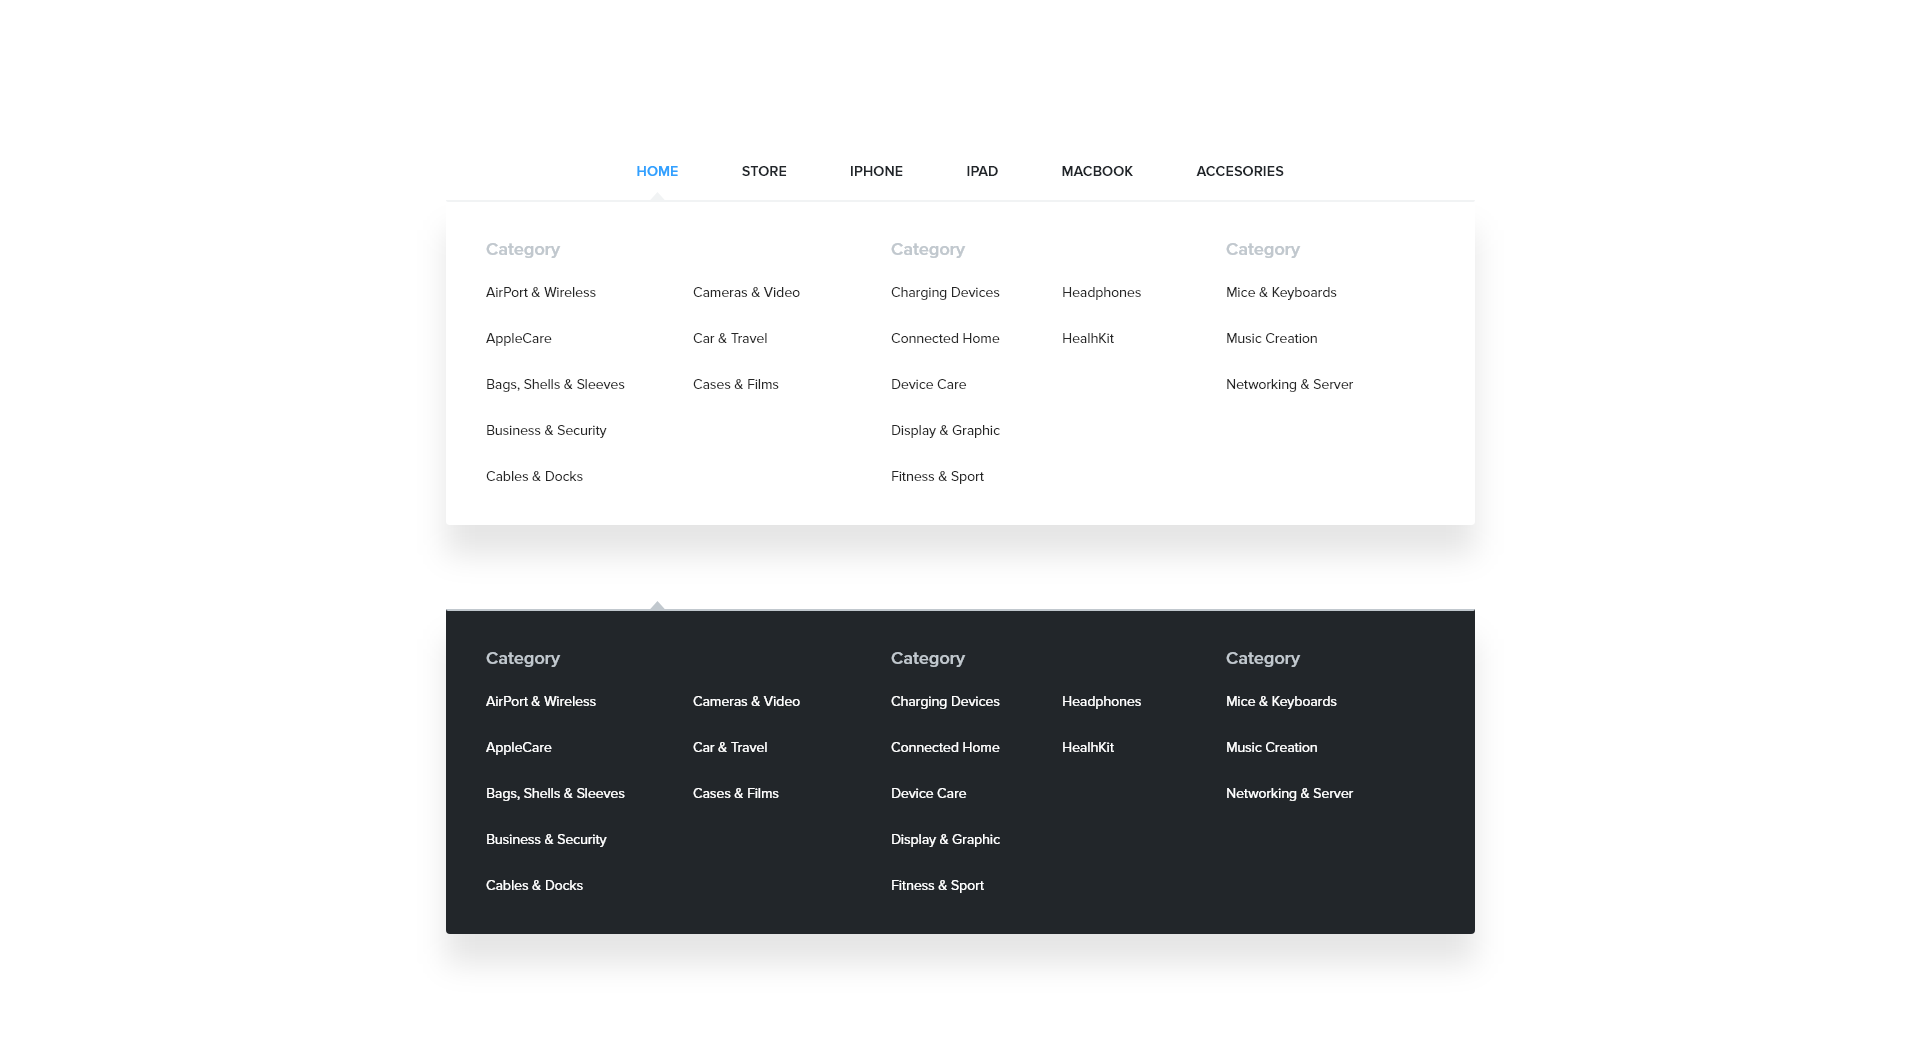 HOME STORE IPHONE IPAD MACBOOK ACCESORIES
Category Category Category
AirPort & Wireless Cameras & Video Charging Devices Headphones Mice & Keyboards
AppleCare Car & Travel Connected Home HealhKit Music Creation
Bags, Shells & Sleeves Cases & Films Device Care Networking & Server
Business & Security Display & Graphic
Cables & Docks Fitness & Sport
Category Category Category
AirPort & Wireless Cameras & Video Charging Devices Headphones Mice & Keyboards
AppleCare Car & Travel Connected Home HealhKit Music Creation
Bags, Shells & Sleeves Cases & Films Device Care Networking & Server
Business & Security Display & Graphic
Cables & Docks Fitness & Sport